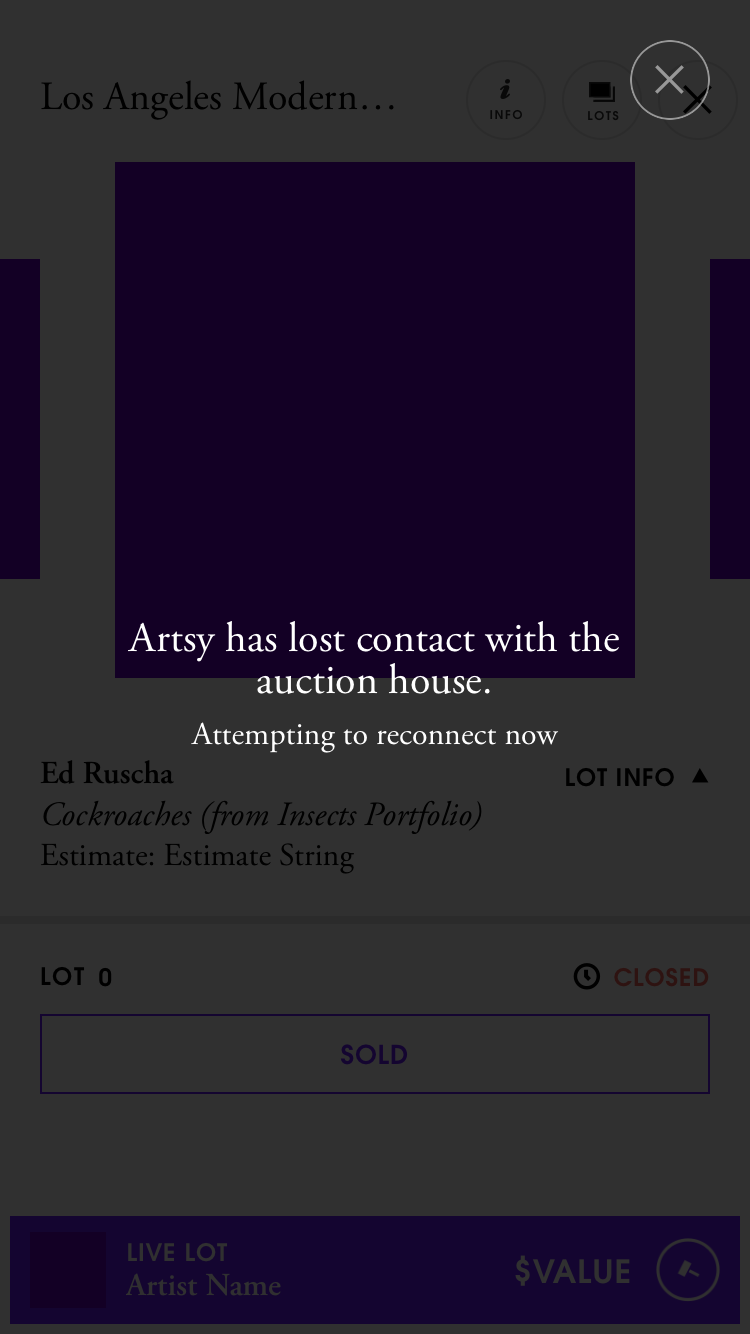 Los Angeles Modern…
INFO
LOTS
Artsy has lost contact with the
auction house.
Attempting to reconnect now
Ed Ruscha
LOT INFO
Cockroaches (from Insects Portfolio)
Estimate: Estimate String
LOT 0
CLOSED
SOLD
LIVE LOT
Artist Name
$VALUE